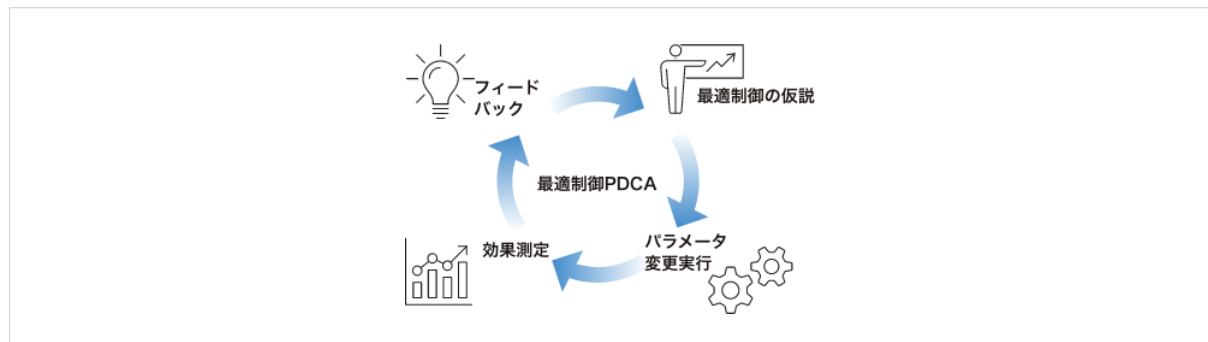 フィード
バック
最適制御の仮説
最適制御PDCA
効果測定
パラメータ
変更実行